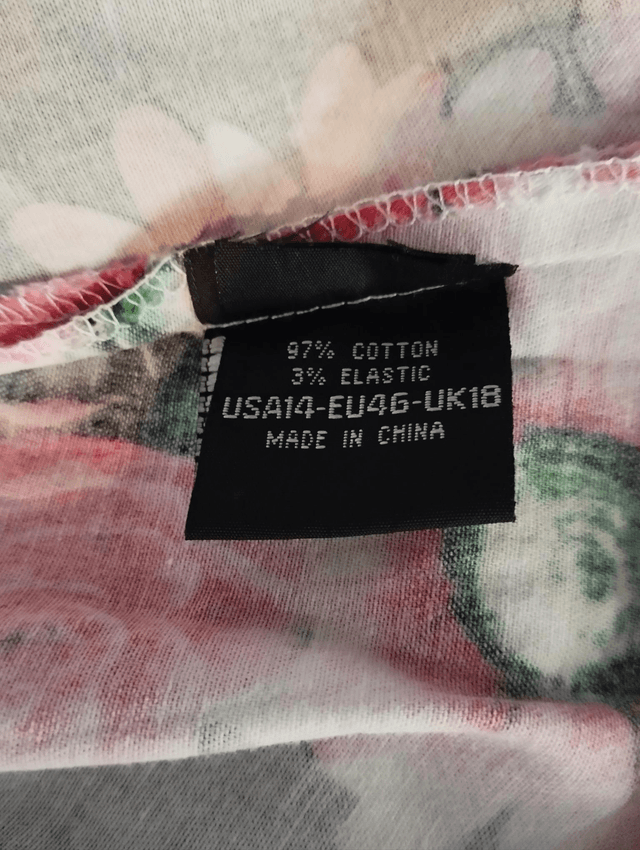 97% COTTON
3% ELASTIC
USA14-EU46-UK18
MADE IN CHINA